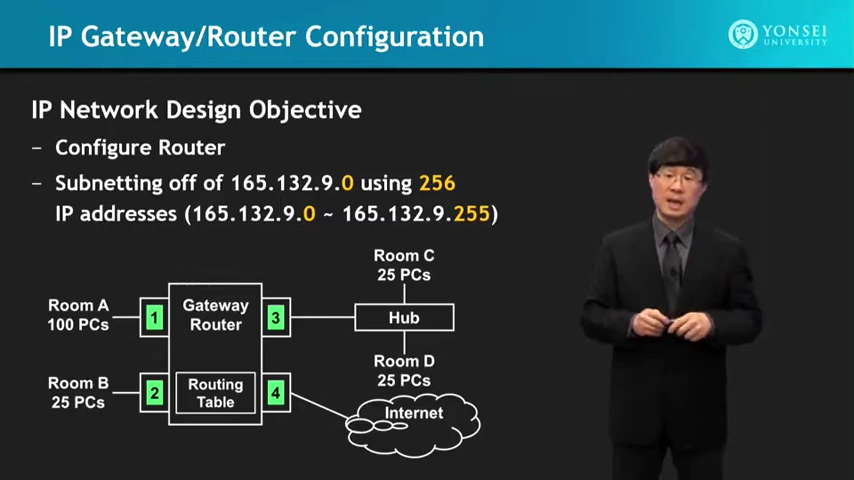 IP Gateway/Router Configuration
YONSEI
UNIVERSITY
IP Network Design Objective
– Configure Router
– Subnetting off of 165.132.9.0 using 256
IP addresses (165.132.9.0 ~ 165.132.9.255)
Room C
25 PCs
Room A
100 PCs
1
Gateway
Router
3
Hub
Room D
25 PCs
Room B
25 PCs
2
Routing
Table
4
Internet